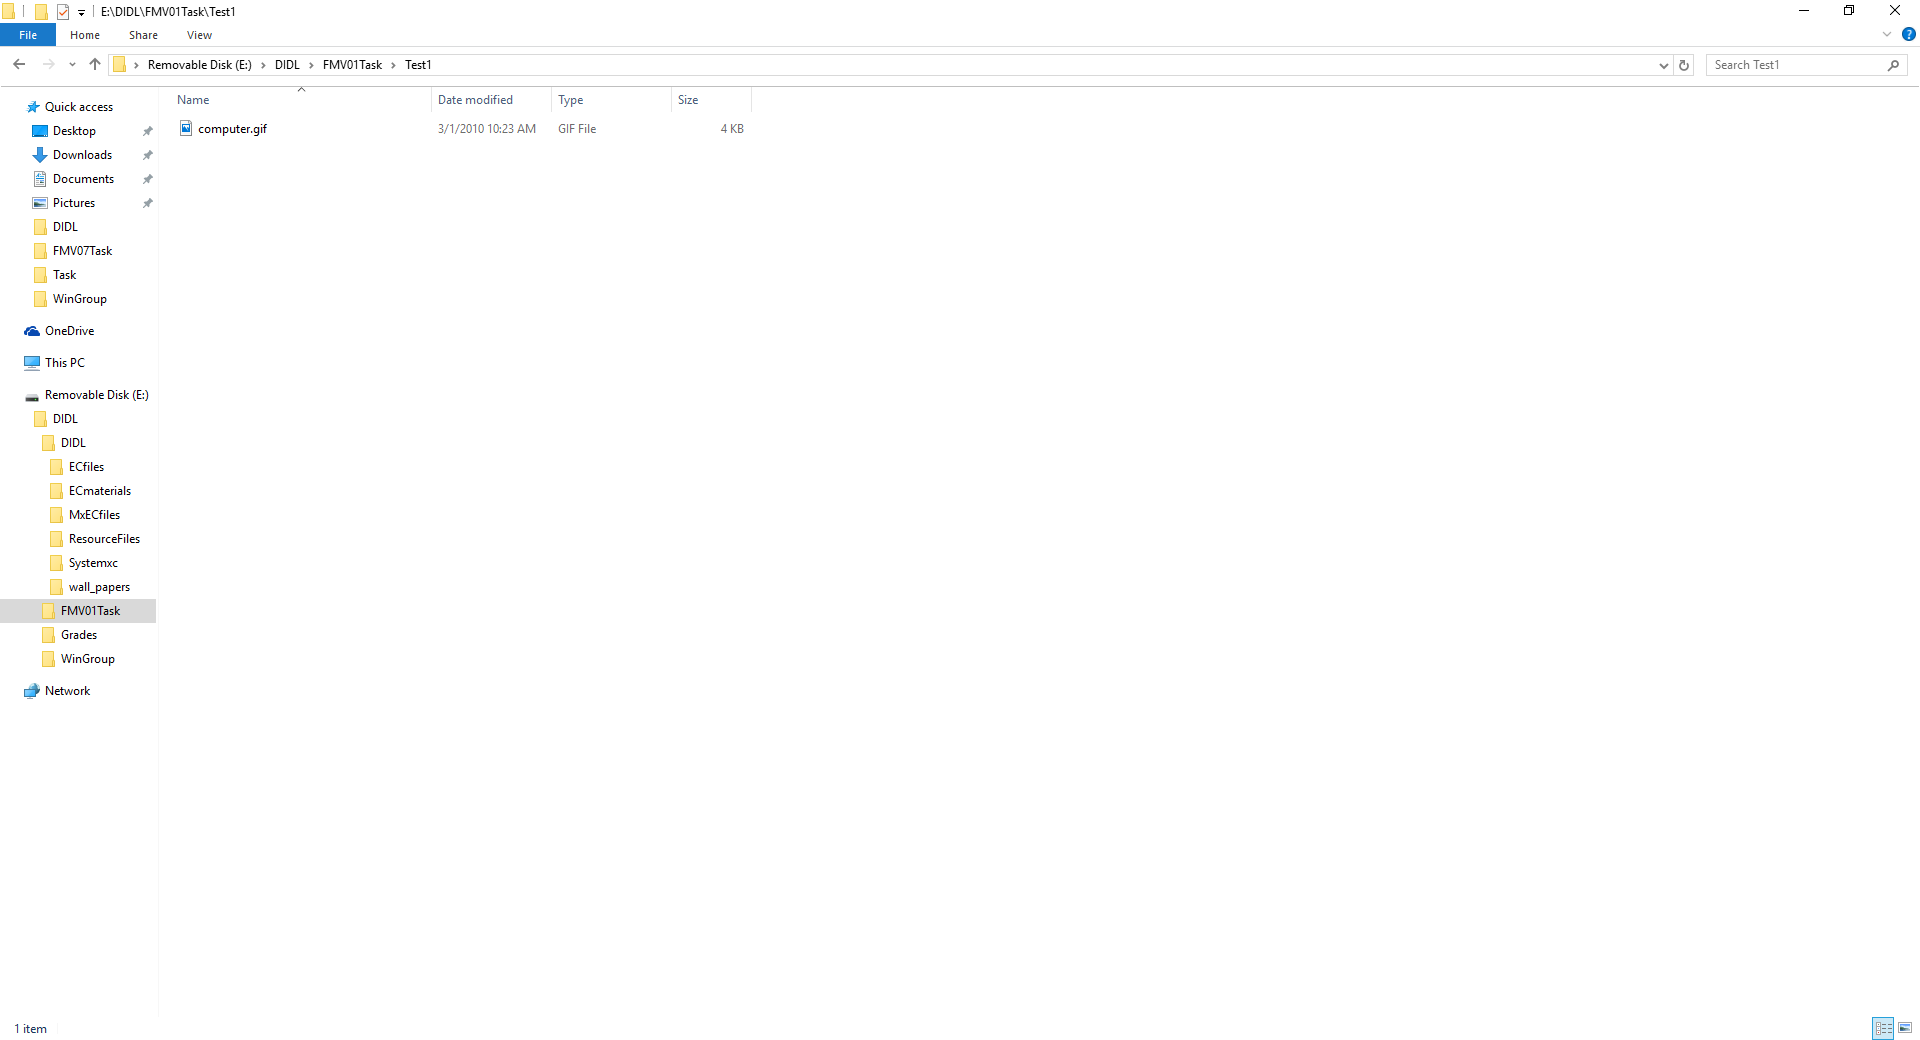 E:\DIDL\FMV01Task\Test1
File Home Share View
Removable Disk (E:) DIDL FMV01Task Test1
Search Test1
Name Date modified Type Size
computer.gif 3/1/2010 10:23 AM GIF File 4 KB
Quick access
Desktop
Downloads
Documents
Pictures
DIDL
FMV07Task
Task
WinGroup
OneDrive
This PC
Removable Disk (E:)
DIDL
DIDL
ECfiles
ECmaterials
MxECfiles
ResourceFiles
Systemxc
wall_papers
FMV01Task
Grades
WinGroup
Network
1 item